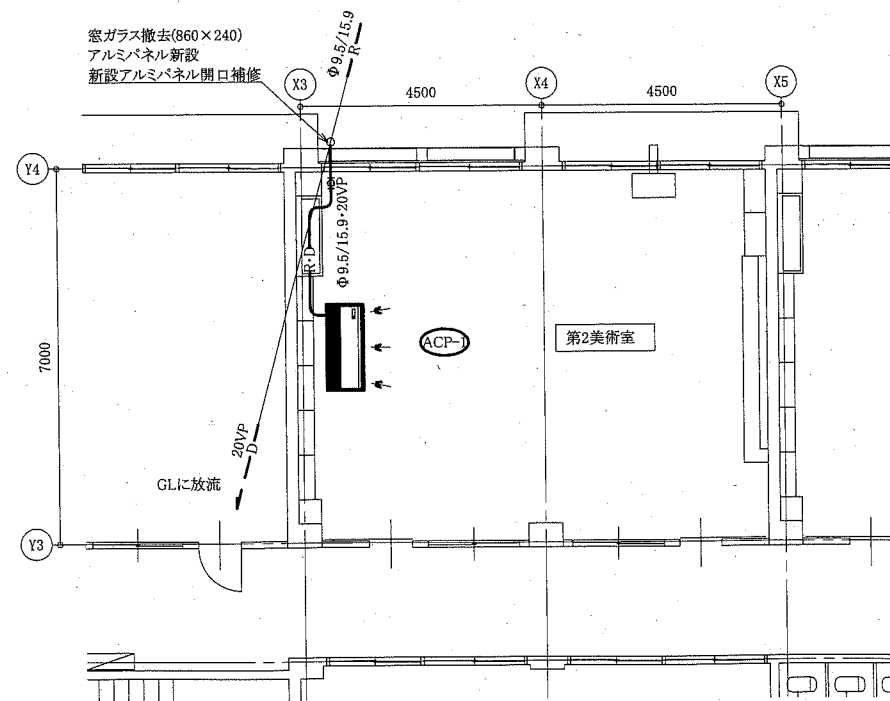 窓ガラス撤去(860×240)
アルミパネル新設
新設アルミパネル開口補修
Φ9.5/15.9
R
X3
X4
X5
4500
4500
Y4
Φ9.5/15.9・20VP
R・D
ACP-1
第2美術室
7000
20VP
D
GLに放流
Y3